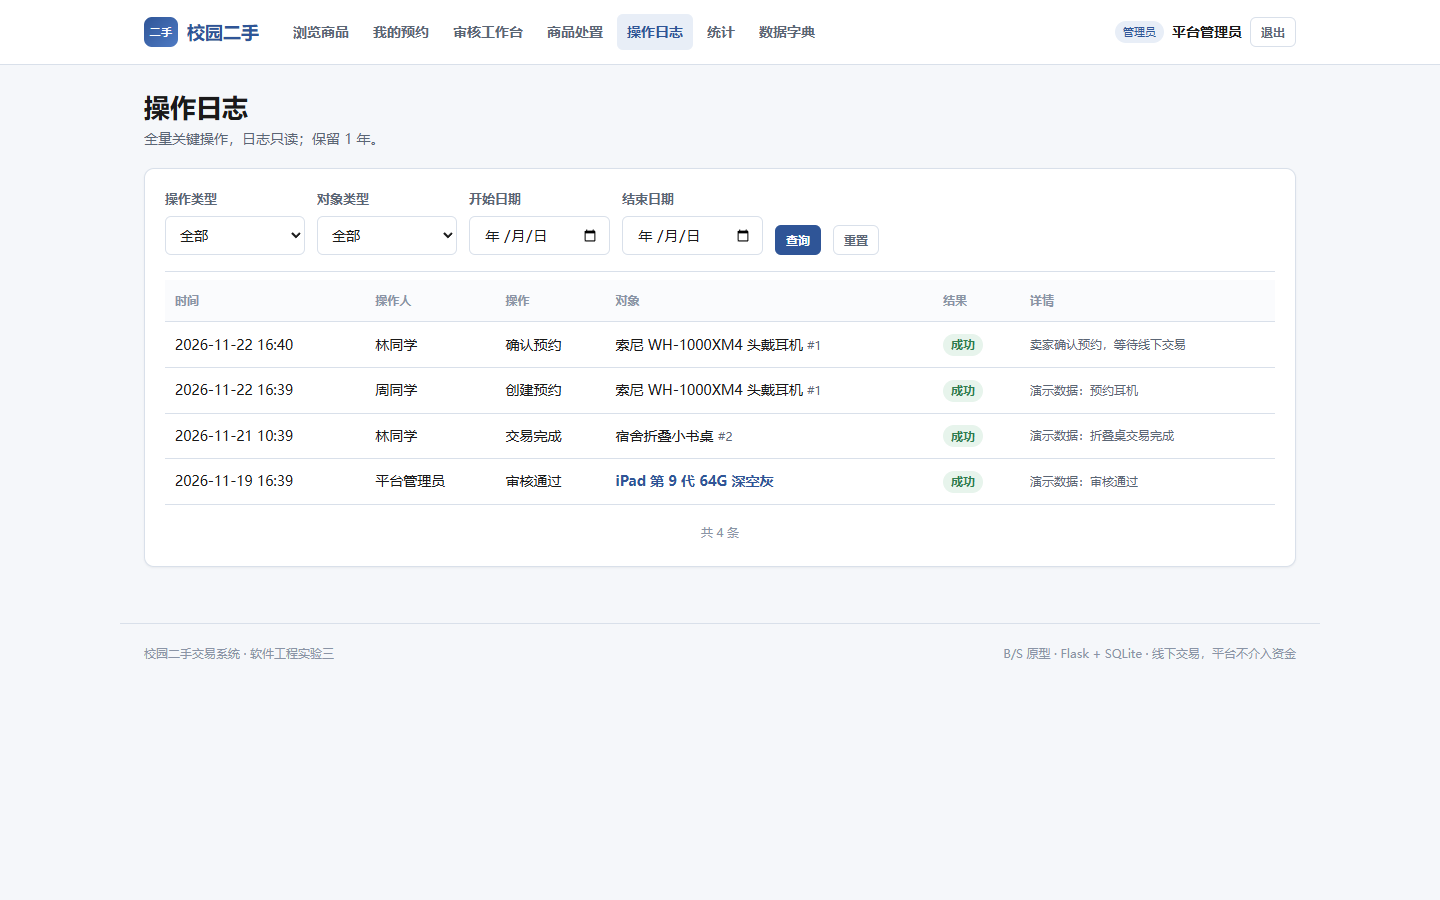 二手 校园二手 浏览商品 我的预约 审核工作台 商品处置 操作日志 统计 数据字典 管理员 平台管理员 退出
操作日志
全量关键操作，日志只读；保留 1 年。
操作类型 对象类型 开始日期 结束日期
全部 全部 年 /月/日 年 /月/日 查询 重置
时间 操作人 操作 对象 结果 详情
2026-11-22 16:40 林同学 确认预约 索尼 WH-1000XM4 头戴耳机 #1 成功 卖家确认预约，等待线下交易
2026-11-22 16:39 周同学 创建预约 索尼 WH-1000XM4 头戴耳机 #1 成功 演示数据：预约耳机
2026-11-21 10:39 林同学 交易完成 宿舍折叠小书桌 #2 成功 演示数据：折叠桌交易完成
2026-11-19 16:39 平台管理员 审核通过 iPad 第 9 代 64G 深空灰 成功 演示数据：审核通过
共 4 条
校园二手交易系统 · 软件工程实验三 B/S 原型 · Flask + SQLite · 线下交易，平台不介入资金